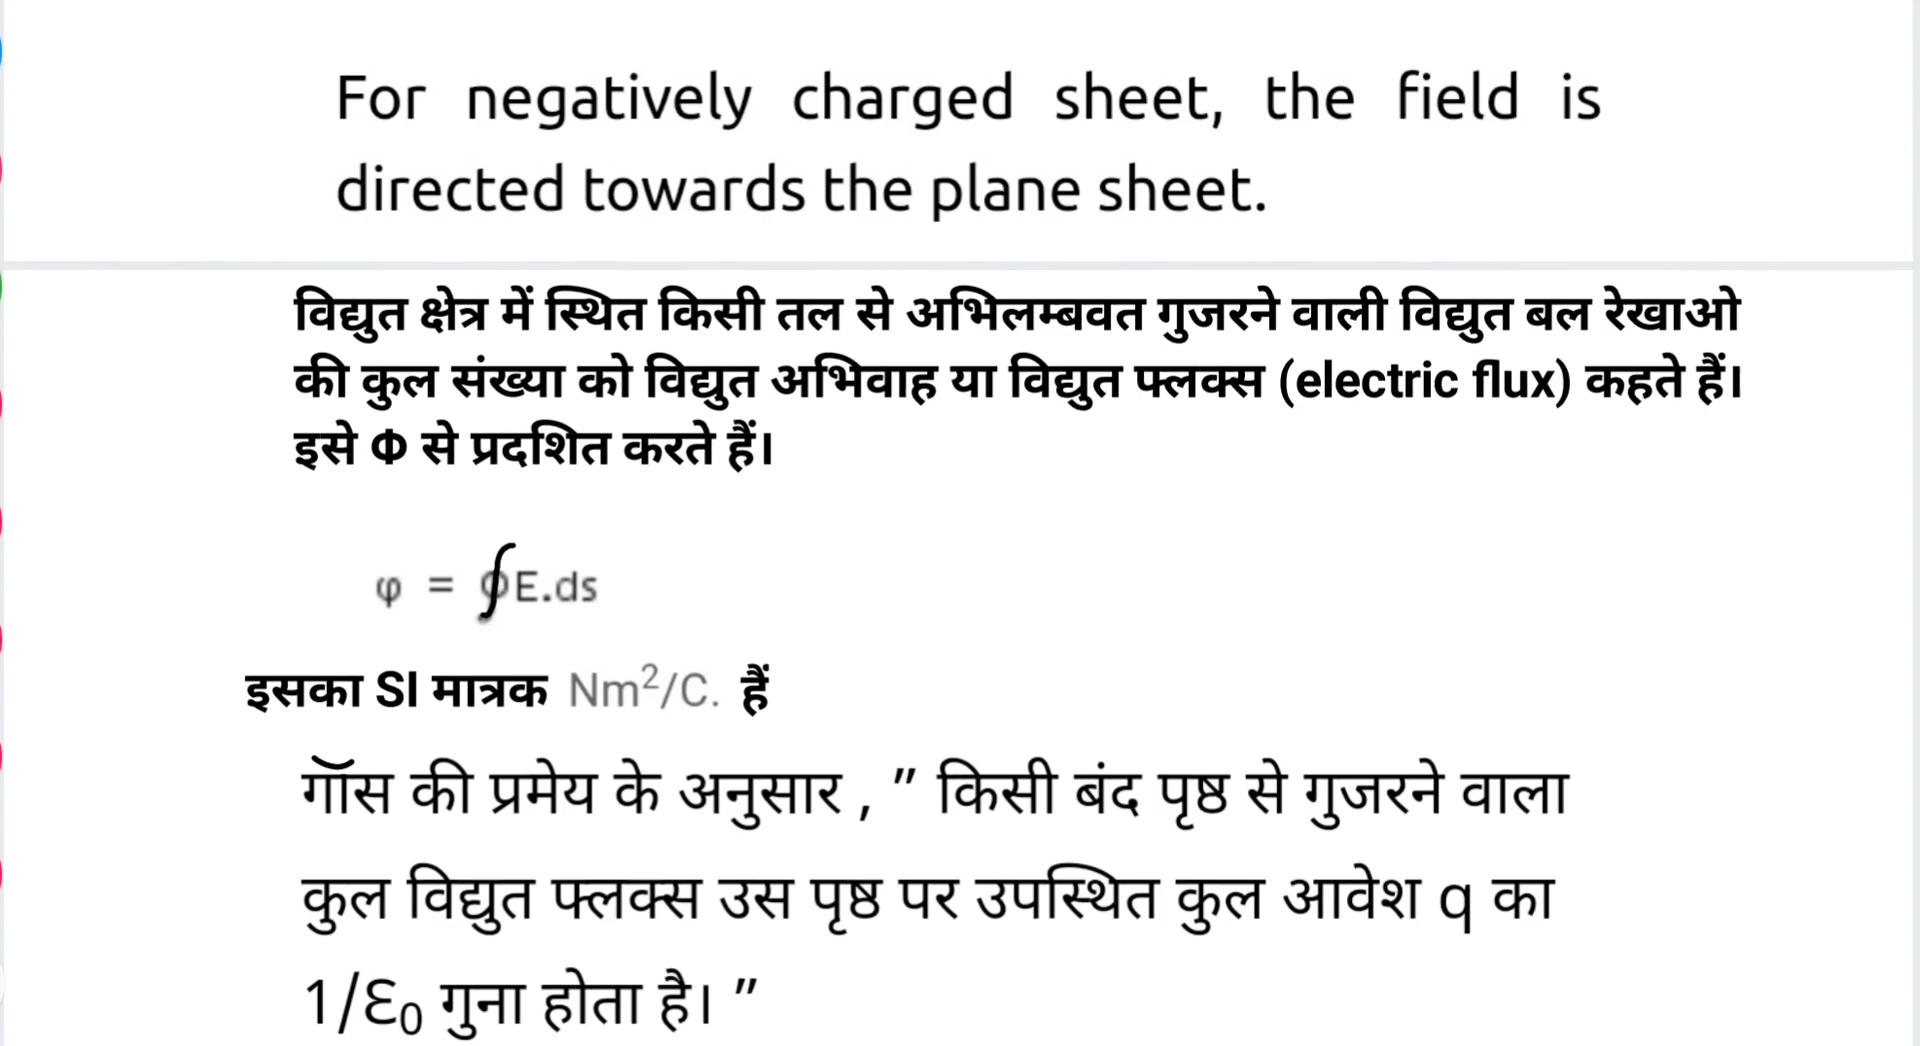 For negatively charged sheet, the field is
directed towards the plane sheet.
विद्युत क्षेत्र में स्थित किसी तल से अभिलम्बवत गुजरने वाली विद्युत बल रेखाओ
की कुल संख्या को विद्युत अभिवाह या विद्युत फ्लक्स (electric flux) कहते हैं।
इसे Φ से प्रदशित करते हैं।
φ = ∮E.ds
इसका SI मात्रक Nm²/C. हैं
गॉस की प्रमेय के अनुसार , " किसी बंद पृष्ठ से गुजरने वाला
कुल विद्युत फ्लक्स उस पृष्ठ पर उपस्थित कुल आवेश q का
1/Ɛ₀ गुना होता है। "